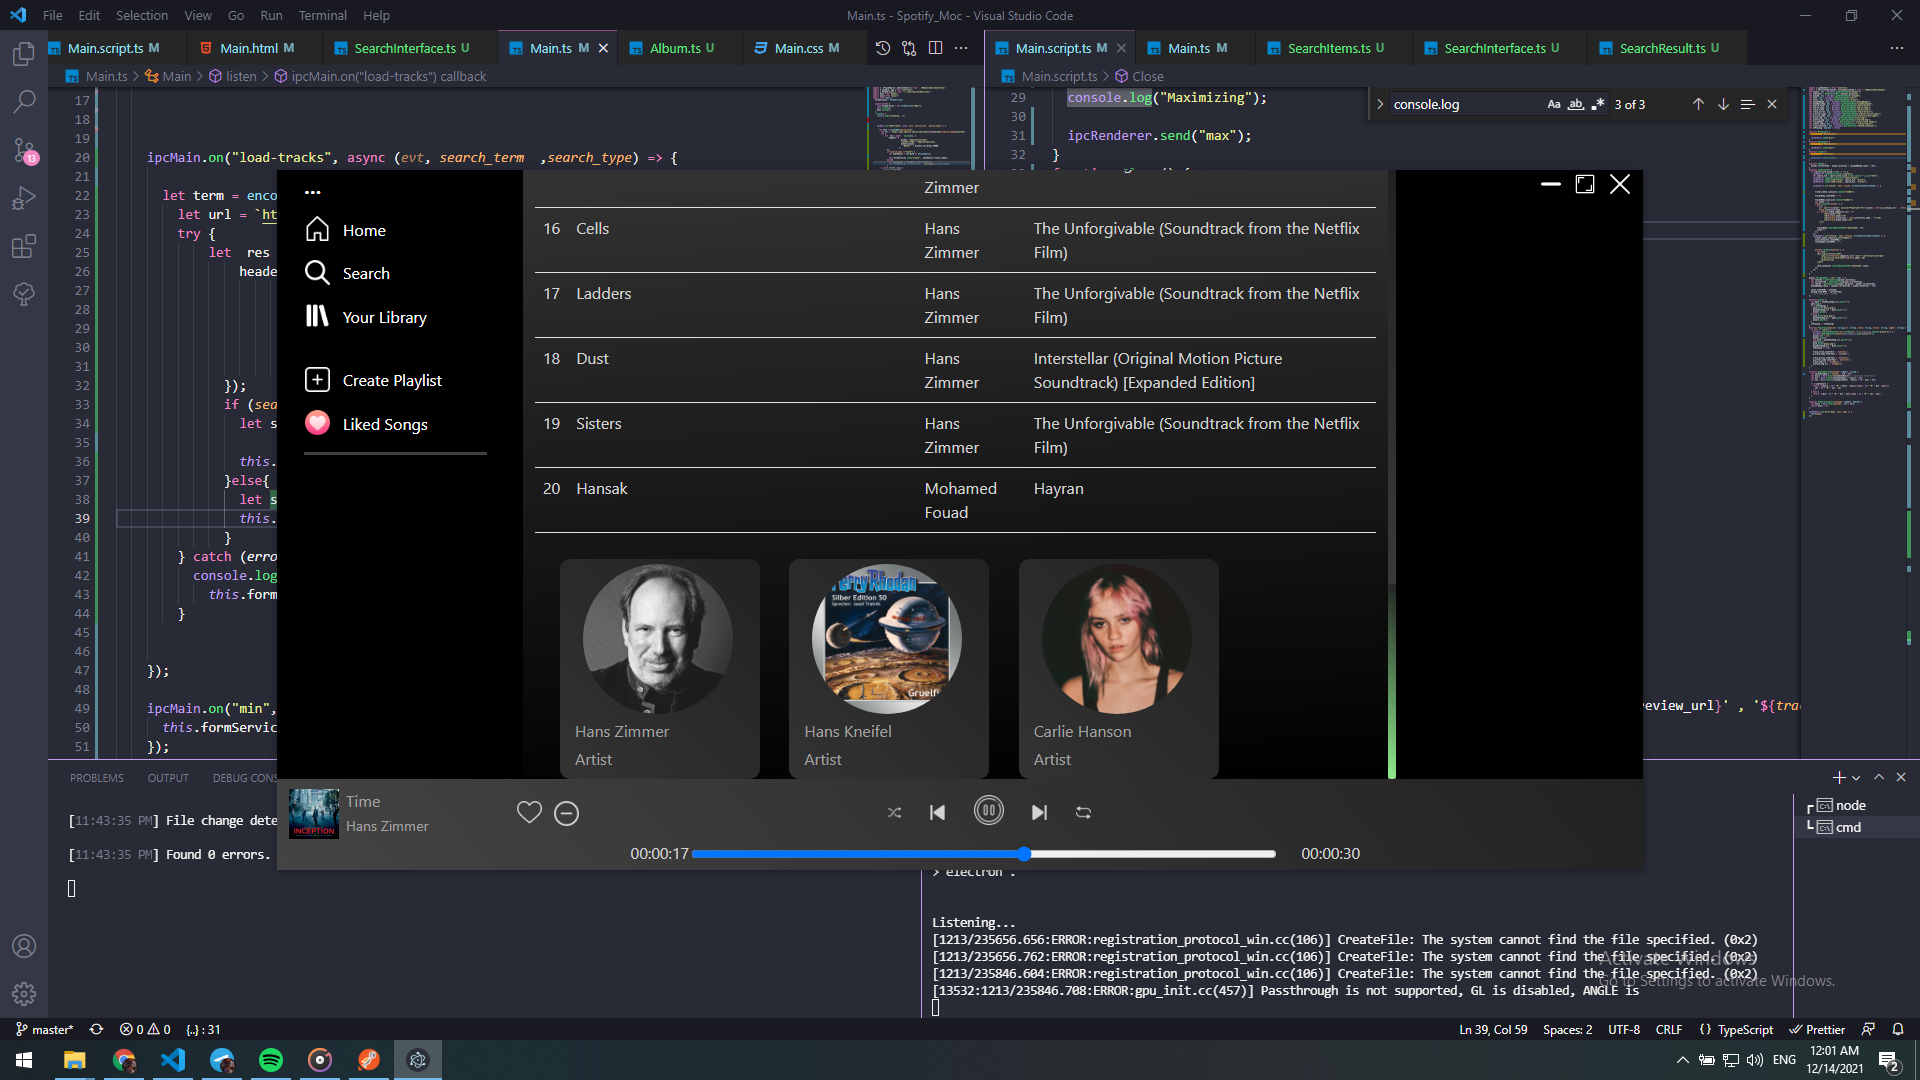 File Edit Selection View Go Run Terminal Help
Main.ts - Spotify_Moc - Visual Studio Code
Main.script.ts M
Main.html M
SearchInterface.ts U
Main.ts M
Album.ts U
Main.css M
Main.script.ts M
Main.ts M
SearchItems.ts U
SearchInterface.ts U
SearchResult.ts U
Main.ts > Main > listen > ipcMain.on("load-tracks") callback
Main.script.ts > Close
17
18
19
20 ipcMain.on("load-tracks", async (evt, search_term ,search_type) => {
21
22 let term = enco
23 let url = `ht
24 try {
25 let res
26 heade
27
28
29
30
31
32 });
33 if (sea
34 let s
35
36 this.
37 }else{
38 let s
39 this.
40 }
41 } catch (erro
42 console.log
43 this.form
44 }
45
46
47 });
48
49 ipcMain.on("min",
50 this.formServic
51 });
29 console.log("Maximizing");
30
31 ipcRenderer.send("max");
32 }
console.log
Aa ab .* 3 of 3
review_url}' , '${trac
Home
Search
Your Library
Create Playlist
Liked Songs
Zimmer
16 Cells Hans Zimmer The Unforgivable (Soundtrack from the Netflix Film)
17 Ladders Hans Zimmer The Unforgivable (Soundtrack from the Netflix Film)
18 Dust Hans Zimmer Interstellar (Original Motion Picture Soundtrack) [Expanded Edition]
19 Sisters Hans Zimmer The Unforgivable (Soundtrack from the Netflix Film)
20 Hansak Mohamed Fouad Hayran
Silber Edition 50
Hans Zimmer
Artist
Hans Kneifel
Artist
Carlie Hanson
Artist
INCEPTION
Time
Hans Zimmer
00:00:17
00:00:30
PROBLEMS OUTPUT DEBUG CONS
[11:43:35 PM] File change dete
[11:43:35 PM] Found 0 errors.
> electron .
Listening...
[1213/235656.656:ERROR:registration_protocol_win.cc(106)] CreateFile: The system cannot find the file specified. (0x2)
[1213/235656.762:ERROR:registration_protocol_win.cc(106)] CreateFile: The system cannot find the file specified. (0x2)
[1213/235846.604:ERROR:registration_protocol_win.cc(106)] CreateFile: The system cannot find the file specified. (0x2)
[13532:1213/235846.708:ERROR:gpu_init.cc(457)] Passthrough is not supported, GL is disabled, ANGLE is
node
cmd
Activate Windows
Go to Settings to activate Windows.
13
master* 0 0 {..} : 31
Ln 39, Col 59 Spaces: 2 UTF-8 CRLF {} TypeScript Prettier
ENG
12:01 AM
12/14/2021
2